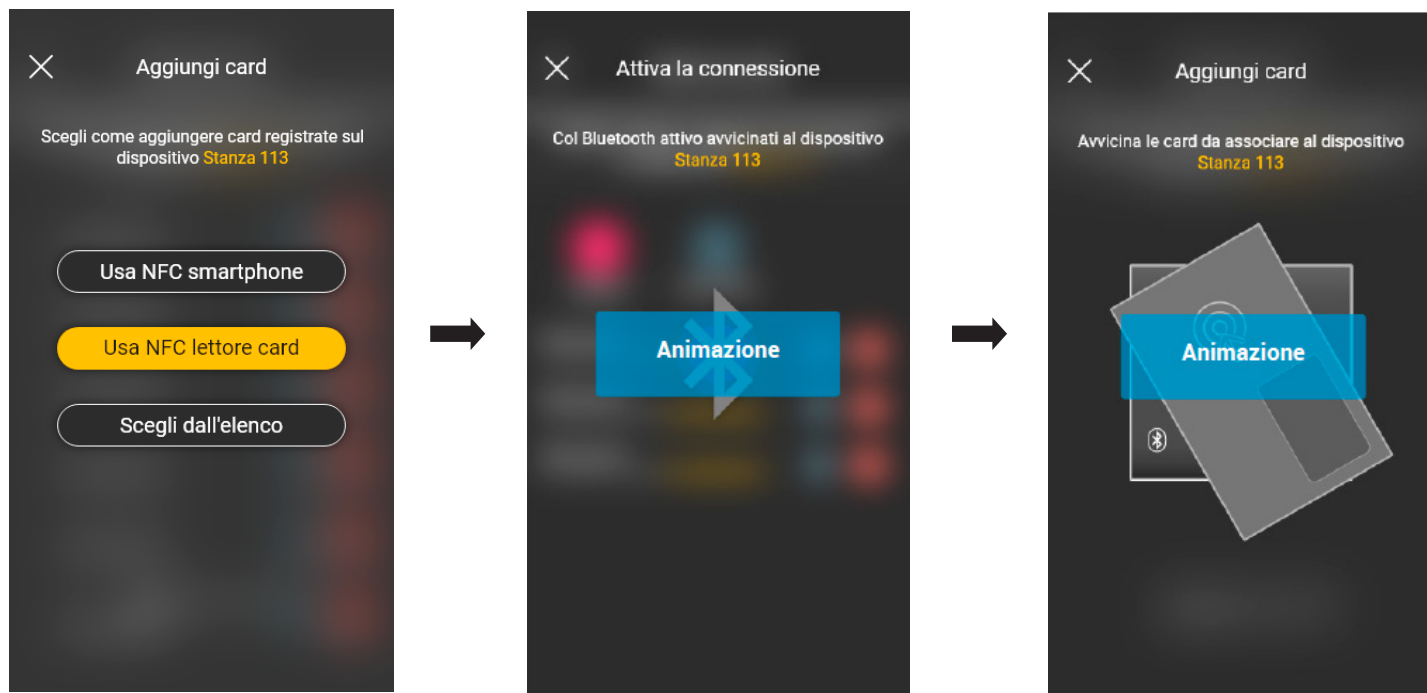 Aggiungi card
Scegli come aggiungere card registrate sul
dispositivo Stanza 113
Usa NFC smartphone
Usa NFC lettore card
Scegli dall'elenco
Attiva la connessione
Col Bluetooth attivo avvicinati al dispositivo
Stanza 113
Animazione
Aggiungi card
Avvicina le card da associare al dispositivo
Stanza 113
Animazione